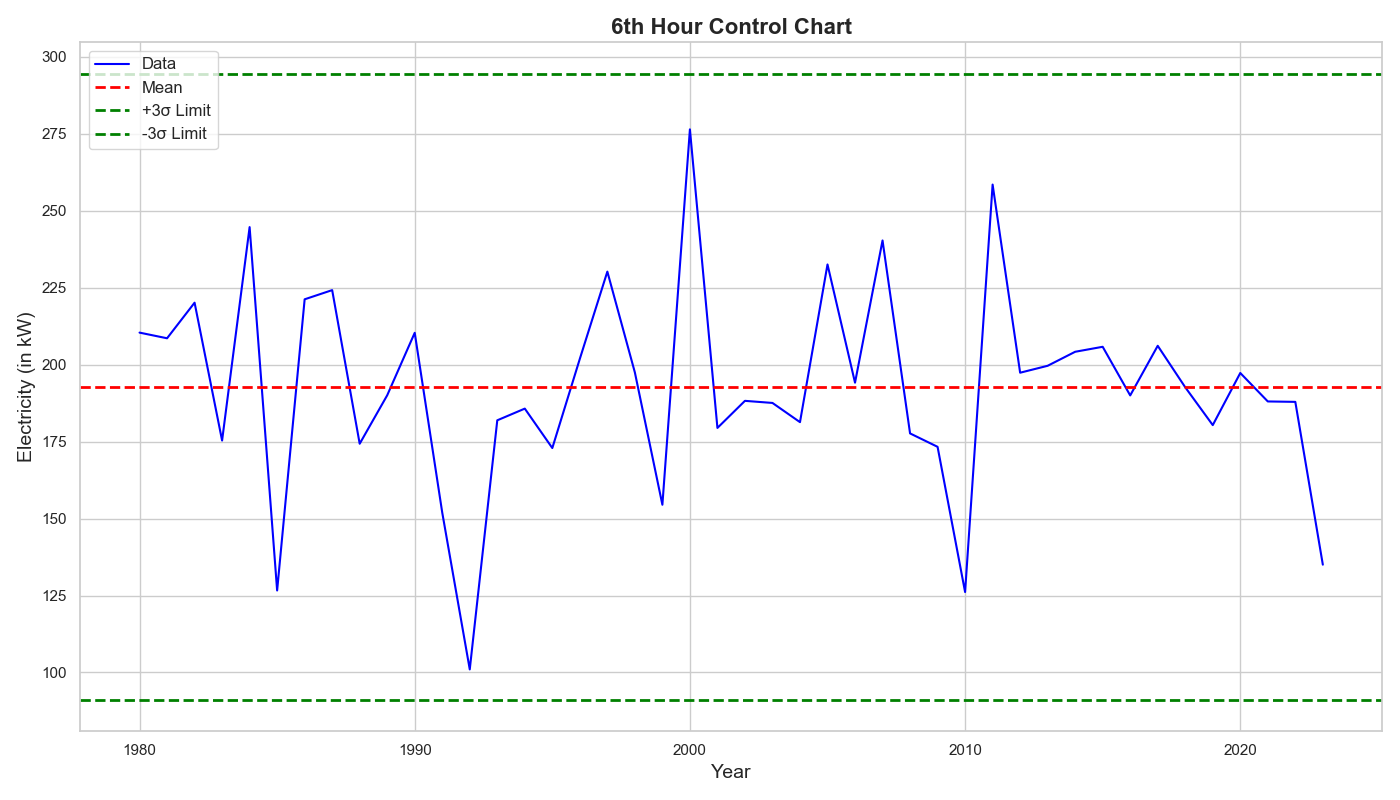 6th Hour Control Chart
Data
Mean
+3σ Limit
-3σ Limit
300
275
250
225
200
175
150
125
100
Electricity (in kW)
1980
1990
2000
2010
2020
Year